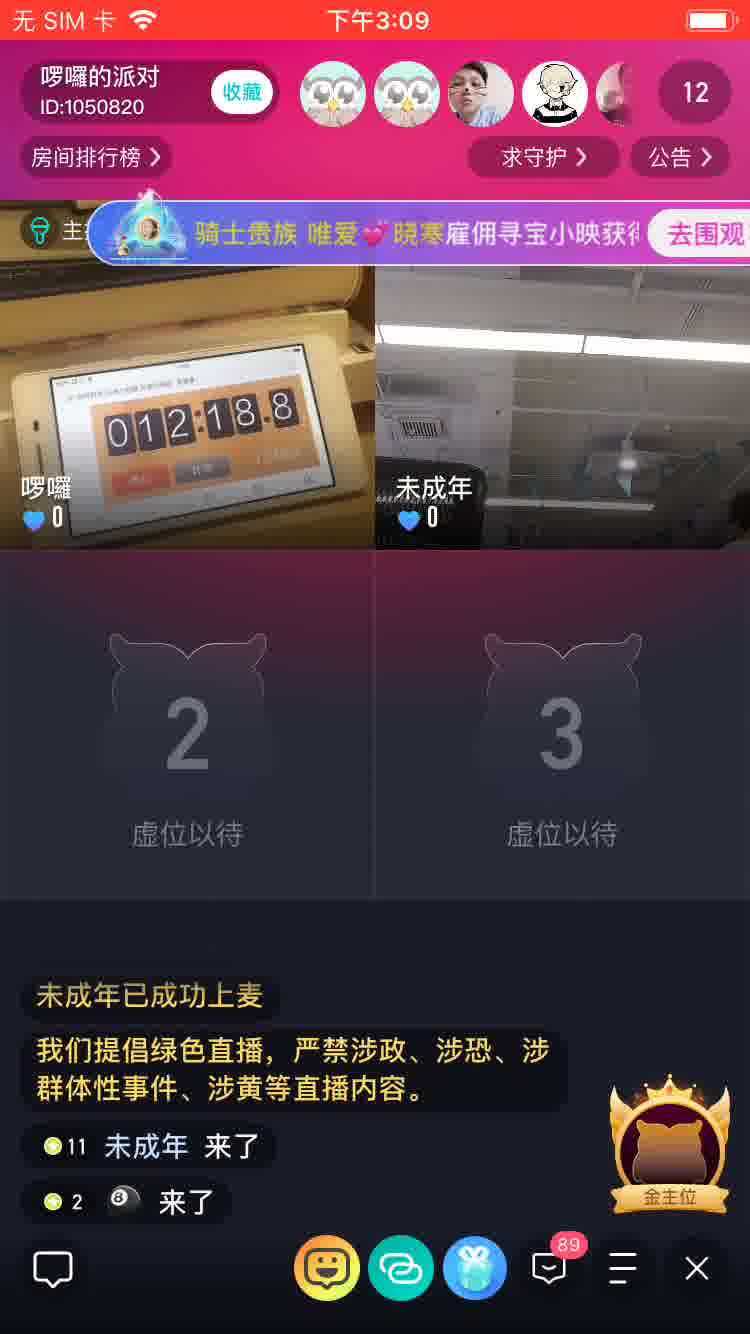 无 SIM 卡
下午3:09
啰囉的派对
ID:1050820
收藏
12
房间排行榜
求守护
公告
骑士贵族 唯爱💞晓寒雇佣寻宝小映获得
去围观
012:18.8
啰囉
0
未成年
0
2
虚位以待
3
虚位以待
未成年已成功上麦
我们提倡绿色直播，严禁涉政、涉恐、涉
群体性事件、涉黄等直播内容。
11 未成年 来了
2 🎱 来了
金主位
89